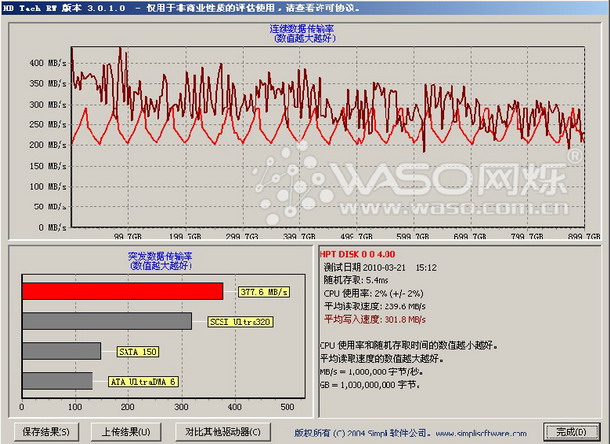 HD Tach RW 版本 3.0.1.0 - 仅用于非商业性质的评估使用，请查看许可协议。
连续数据传输率
(数值越大越好)
400 MB/s
350 MB/s
300 MB/s
250 MB/s
200 MB/s
150 MB/s
100 MB/s
50 MB/s
0 MB/s
99.7GB 199.7GB 299.7GB 399.7GB 499.7GB 599.7GB 699.7GB 799.7GB 899.7GB
WASO网烁®
www.waso.com.cn
突发数据传输率
(数值越大越好)
377.6 MB/s
SCSI Ultra320
SATA 150
ATA UltraDMA 6
0 100 200 300 400 500
HPT DISK 0 0 4.00
测试日期 2010-03-21 15:12
随机存取: 5.4ms
CPU 使用率: 2% (+/- 2%)
平均读取速度: 239.6 MB/s
平均写入速度: 301.8 MB/s
CPU 使用率和随机存取时间的数值越小越好。
平均读取速度的数值越大越好。
MB/s = 1,000,000 字节/秒。
GB = 1,000,000,000 字节.
保存结果(S) 上传结果(U) 对比其他驱动器(C) 版权所有 (C) 2004 Simpli 软件公司。www.simplisoftware.com 完成(D)